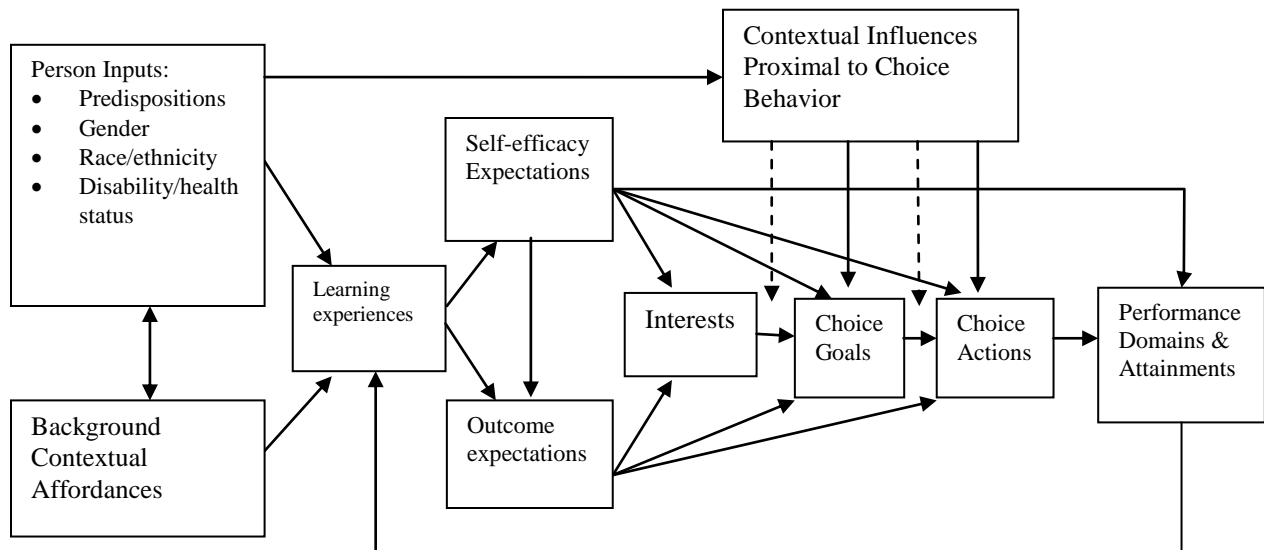 Person Inputs:
• Predispositions
• Gender
• Race/ethnicity
• Disability/health
status
Contextual Influences
Proximal to Choice
Behavior
Self-efficacy
Expectations
Learning
experiences
Interests
Choice
Goals
Choice
Actions
Performance
Domains &
Attainments
Background
Contextual
Affordances
Outcome
expectations